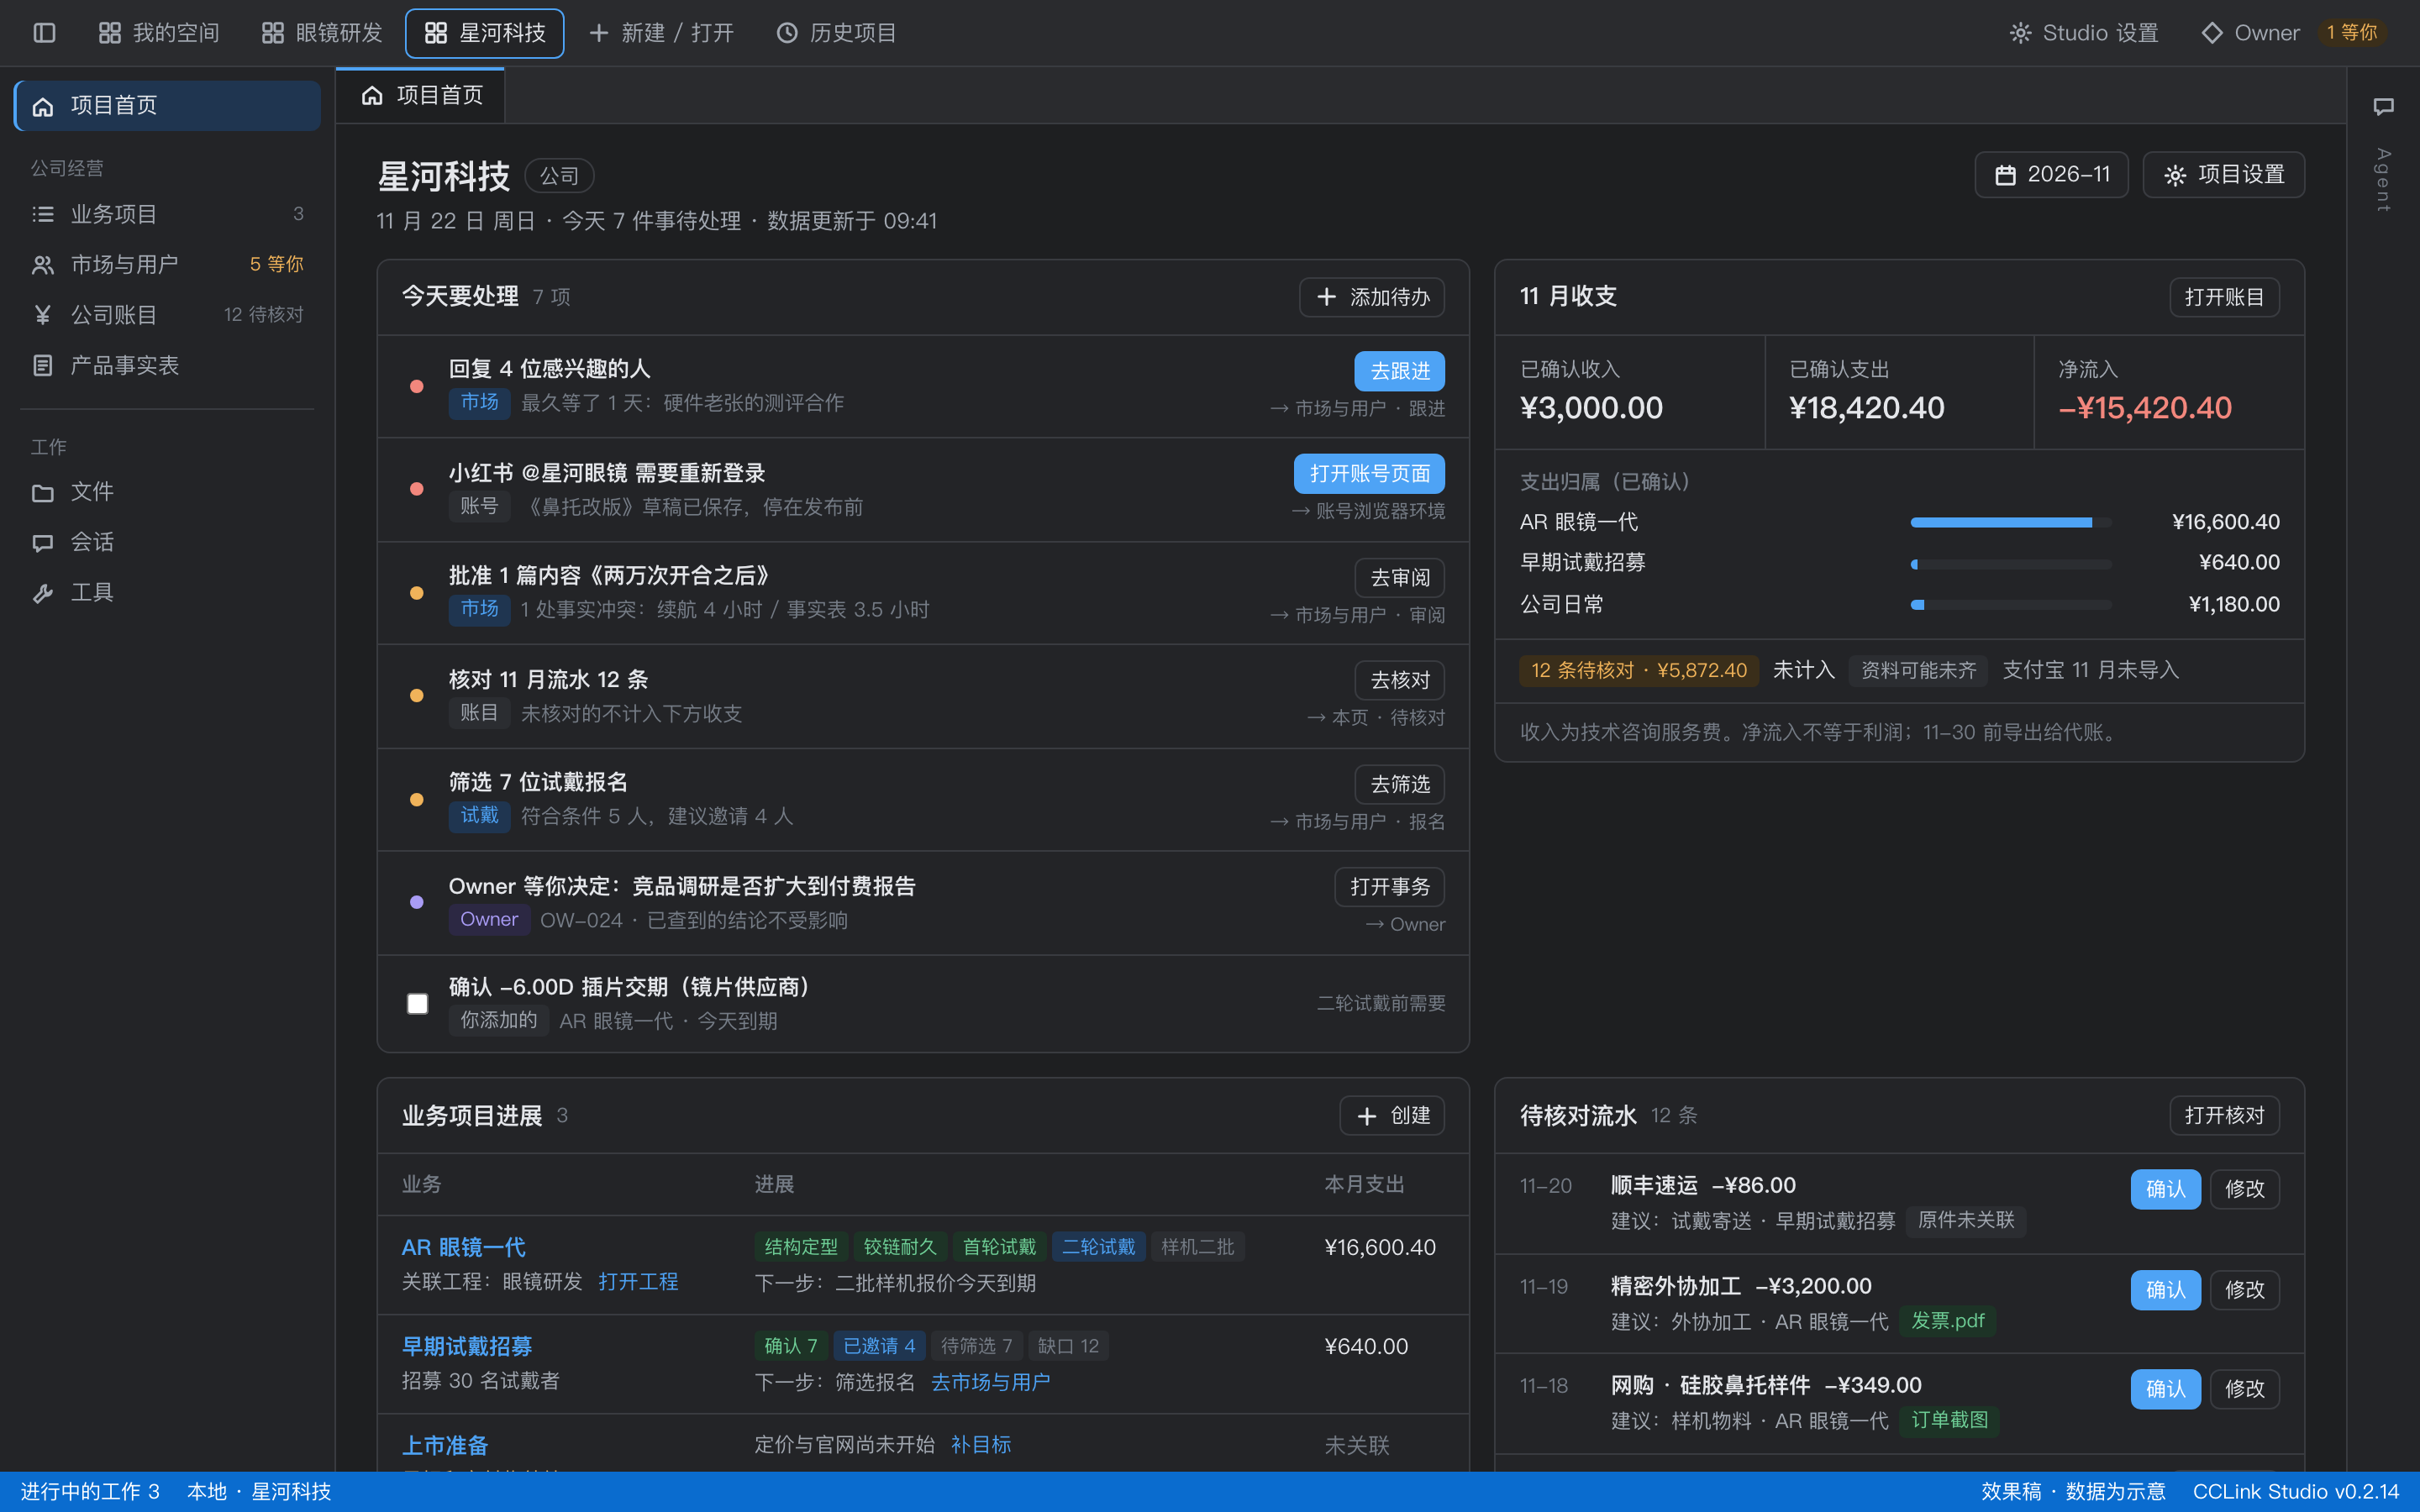 我的空间 眼镜研发 星河科技 新建 / 打开 历史项目 Studio 设置 Owner 1 等你
项目首页
公司经营
业务项目 3
市场与用户 5 等你
公司账目 12 待核对
产品事实表
工作
文件
会话
工具
项目首页
Agent
星河科技 公司
2026-11 项目设置
11 月 22 日 周日 · 今天 7 件事待处理 · 数据更新于 09:41
今天要处理 7 项 添加待办
回复 4 位感兴趣的人 去跟进
市场 最久等了 1 天：硬件老张的测评合作 → 市场与用户 · 跟进
小红书 @星河眼镜 需要重新登录 打开账号页面
账号 《鼻托改版》草稿已保存，停在发布前 → 账号浏览器环境
批准 1 篇内容《两万次开合之后》 去审阅
市场 1 处事实冲突：续航 4 小时 / 事实表 3.5 小时 → 市场与用户 · 审阅
核对 11 月流水 12 条 去核对
账目 未核对的不计入下方收支 → 本页 · 待核对
筛选 7 位试戴报名 去筛选
试戴 符合条件 5 人，建议邀请 4 人 → 市场与用户 · 报名
Owner 等你决定：竞品调研是否扩大到付费报告 打开事务
Owner OW-024 · 已查到的结论不受影响 → Owner
确认 -6.00D 插片交期（镜片供应商）
你添加的 AR 眼镜一代 · 今天到期 二轮试戴前需要
11 月收支 打开账目
已确认收入 已确认支出 净流入
¥3,000.00 ¥18,420.40 -¥15,420.40
支出归属（已确认）
AR 眼镜一代 ¥16,600.40
早期试戴招募 ¥640.00
公司日常 ¥1,180.00
12 条待核对 · ¥5,872.40 未计入 资料可能未齐 支付宝 11 月未导入
收入为技术咨询服务费。净流入不等于利润；11-30 前导出给代账。
业务项目进展 3 创建
业务 进展 本月支出
AR 眼镜一代 结构定型 铰链耐久 首轮试戴 二轮试戴 样机二批 ¥16,600.40
关联工程：眼镜研发 打开工程 下一步：二批样机报价今天到期
早期试戴招募 确认 7 已邀请 4 待筛选 7 缺口 12 ¥640.00
招募 30 名试戴者 下一步：筛选报名 去市场与用户
上市准备 定价与官网尚未开始 补目标 未关联
待核对流水 12 条 打开核对
11-20 顺丰速运 -¥86.00 确认 修改
建议：试戴寄送 · 早期试戴招募 原件未关联
11-19 精密外协加工 -¥3,200.00 确认 修改
建议：外协加工 · AR 眼镜一代 发票.pdf
11-18 网购 · 硅胶鼻托样件 -¥349.00 确认 修改
建议：样机物料 · AR 眼镜一代 订单截图
进行中的工作 3 本地 · 星河科技 效果稿 · 数据为示意 CCLink Studio v0.2.14